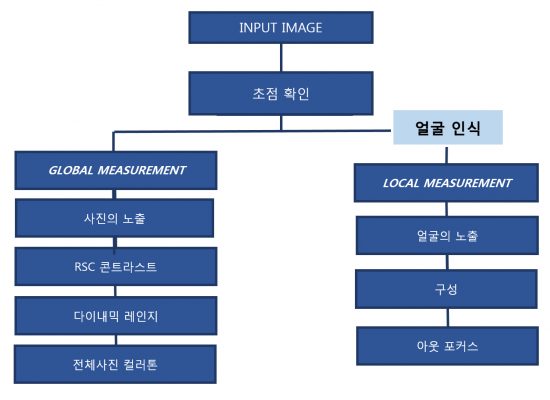 INPUT IMAGE
초점 확인
얼굴 인식
GLOBAL MEASUREMENT
사진의 노출
RSC 콘트라스트
다이내믹 레인지
전체사진 컬러톤
LOCAL MEASUREMENT
얼굴의 노출
구성
아웃 포커스